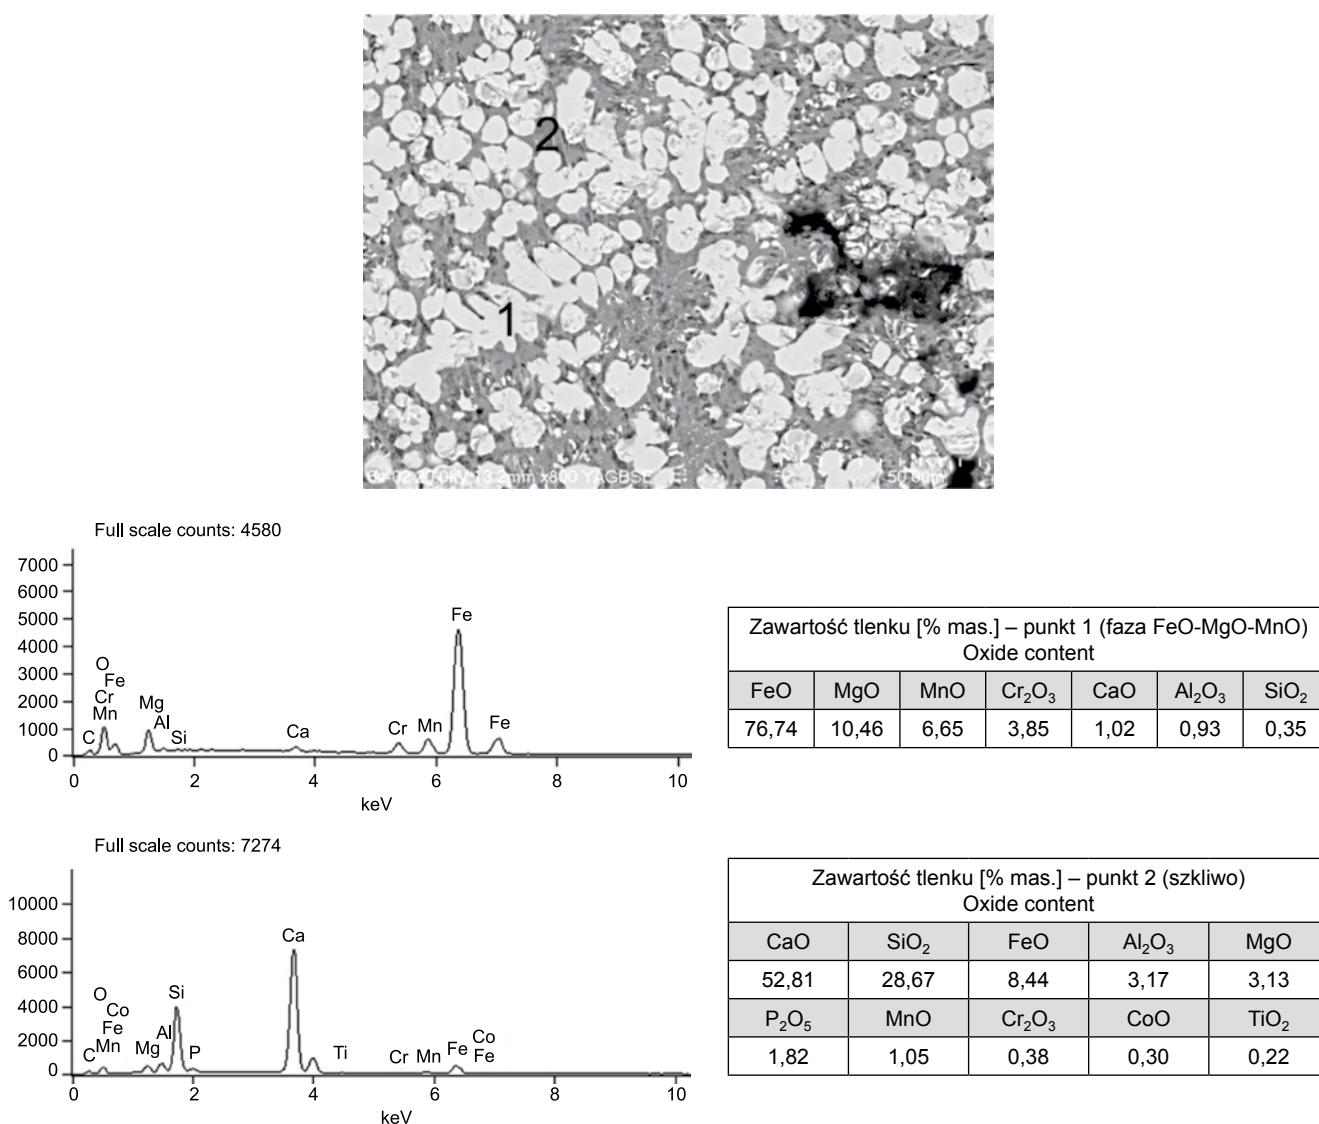 2
1
20.0kV 13.2mm x800 YAGBSE
50.0um
Full scale counts: 4580
7000
6000
5000
4000
3000
2000
1000
0
O
Fe
Cr
Mn
C
Mg
Al
Si
Ca
Cr
Mn
Fe
Fe
0 2 4 6 8 10
keV
Zawartość tlenku [% mas.] – punkt 1 (faza FeO-MgO-MnO)
Oxide content
FeO MgO MnO Cr₂O₃ CaO Al₂O₃ SiO₂
76,74 10,46 6,65 3,85 1,02 0,93 0,35
Full scale counts: 7274
10000
8000
6000
4000
2000
0
O
Co
Fe
Mn
C
Mg
Al
Si
P
Ca
Ti
Cr
Mn
Fe
Co
Fe
0 2 4 6 8 10
keV
Zawartość tlenku [% mas.] – punkt 2 (szkliwo)
Oxide content
CaO SiO₂ FeO Al₂O₃ MgO
52,81 28,67 8,44 3,17 3,13
P₂O₅ MnO Cr₂O₃ CoO TiO₂
1,82 1,05 0,38 0,30 0,22